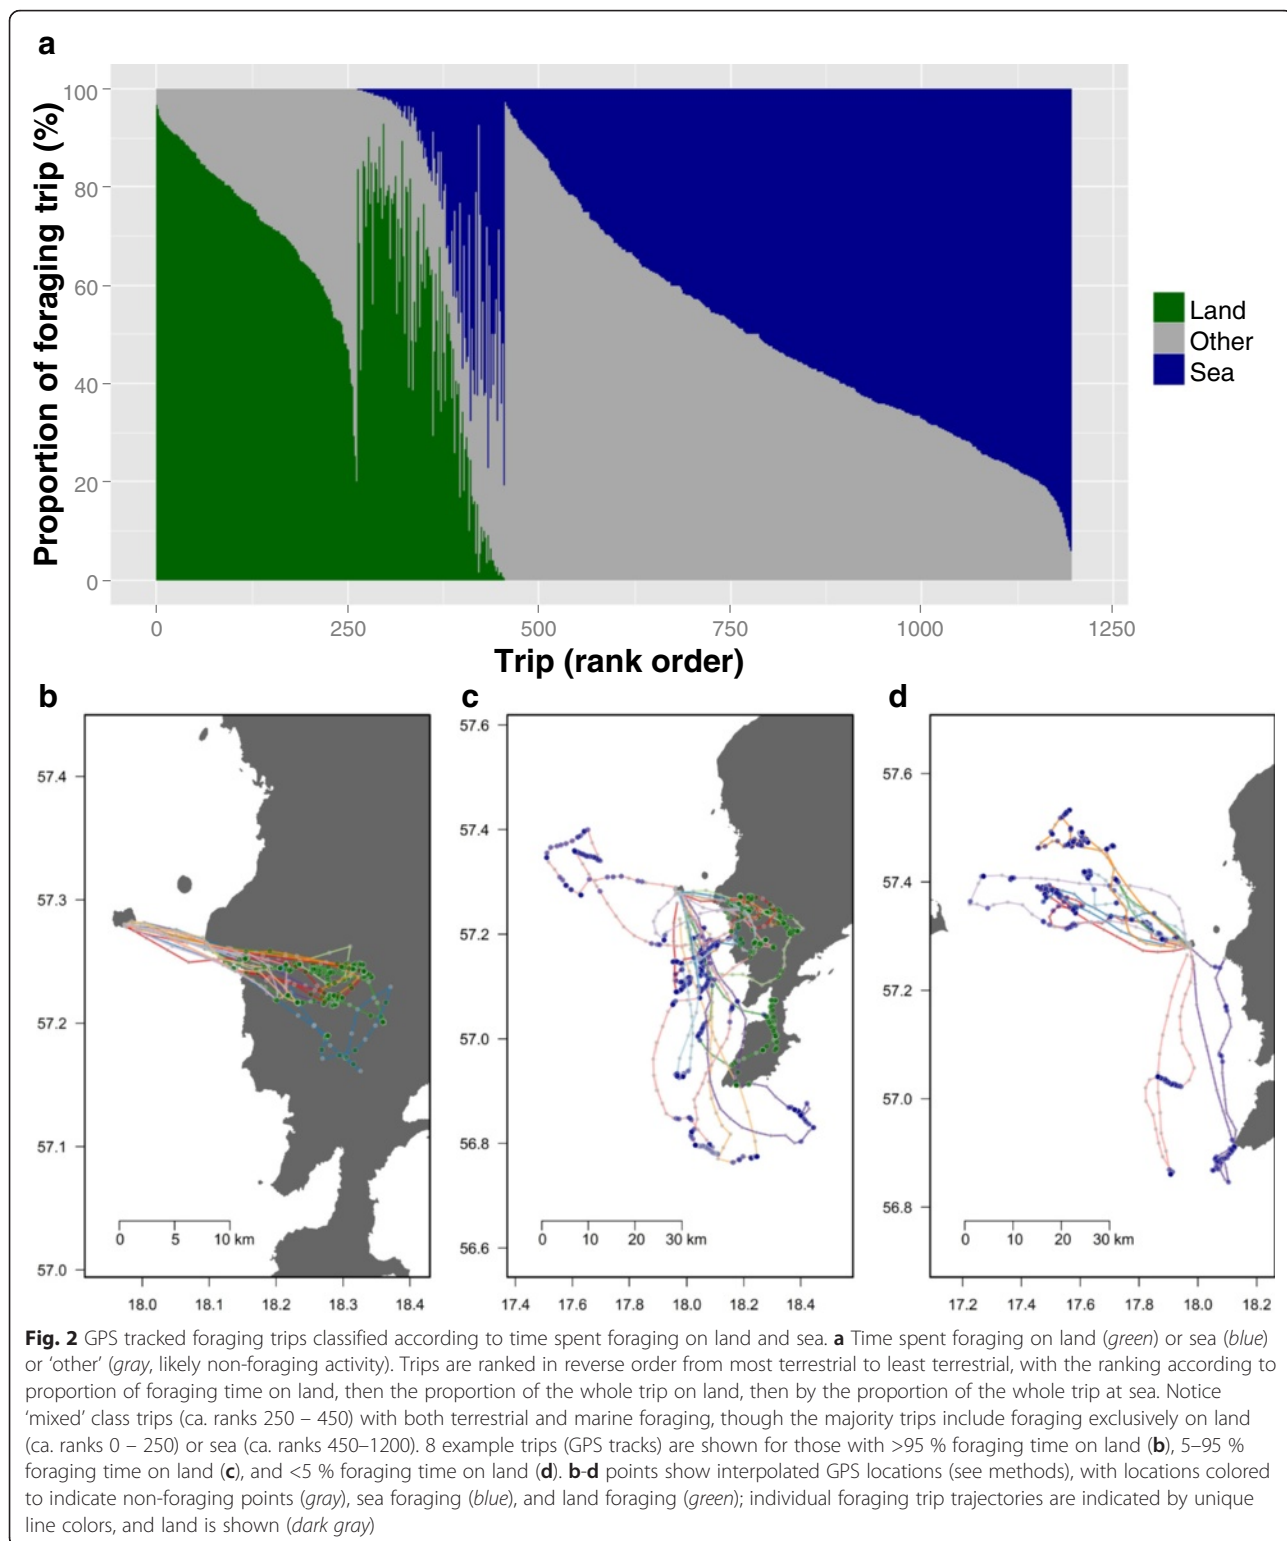 a
Proportion of foraging trip (%)
100
80
60
40
20
0
0 250 500 750 1000 1250
Trip (rank order)
Land
Other
Sea
b
57.4
57.3
57.2
57.1
57.0
0 5 10 km
18.0 18.1 18.2 18.3 18.4
c
57.6
57.4
57.2
57.0
56.8
56.6
0 10 20 30 km
17.4 17.6 17.8 18.0 18.2 18.4
d
57.6
57.4
57.2
57.0
56.8
0 10 20 30 km
17.2 17.4 17.6 17.8 18.0 18.2
Fig. 2 GPS tracked foraging trips classified according to time spent foraging on land and sea. a Time spent foraging on land (green) or sea (blue)
or ‘other’ (gray, likely non-foraging activity). Trips are ranked in reverse order from most terrestrial to least terrestrial, with the ranking according to
proportion of foraging time on land, then the proportion of the whole trip on land, then by the proportion of the whole trip at sea. Notice
‘mixed’ class trips (ca. ranks 250 – 450) with both terrestrial and marine foraging, though the majority trips include foraging exclusively on land
(ca. ranks 0 – 250) or sea (ca. ranks 450–1200). 8 example trips (GPS tracks) are shown for those with >95 % foraging time on land (b), 5–95 %
foraging time on land (c), and <5 % foraging time on land (d). b-d points show interpolated GPS locations (see methods), with locations colored
to indicate non-foraging points (gray), sea foraging (blue), and land foraging (green); individual foraging trip trajectories are indicated by unique
line colors, and land is shown (dark gray)